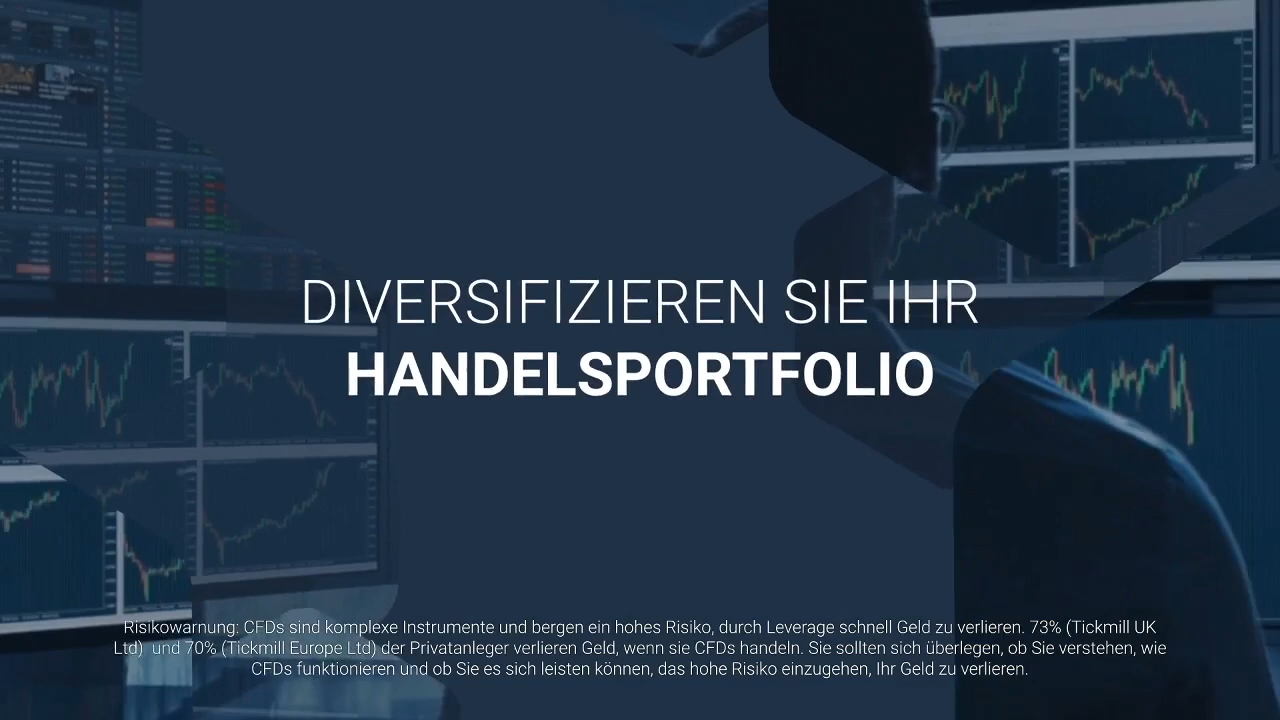 DIVERSIFIZIEREN SIE IHR
HANDELSPORTFOLIO
Risikowarnung: CFDs sind komplexe Instrumente und bergen ein hohes Risiko, durch Leverage schnell Geld zu verlieren. 73% (Tickmill UK
Ltd) und 70% (Tickmill Europe Ltd) der Privatanleger verlieren Geld, wenn sie CFDs handeln. Sie sollten sich überlegen, ob Sie verstehen, wie
CFDs funktionieren und ob Sie es sich leisten können, das hohe Risiko einzugehen, Ihr Geld zu verlieren.